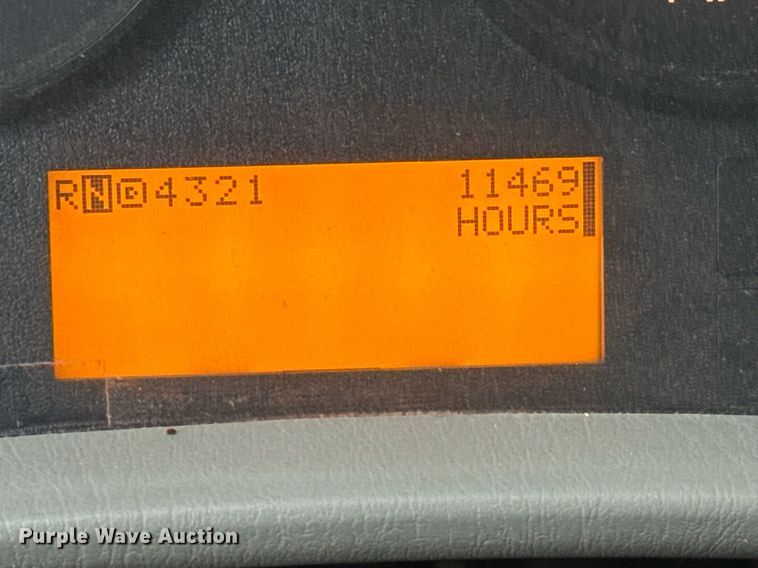 RND4321 11469
HOURS
Purple Wave Auction